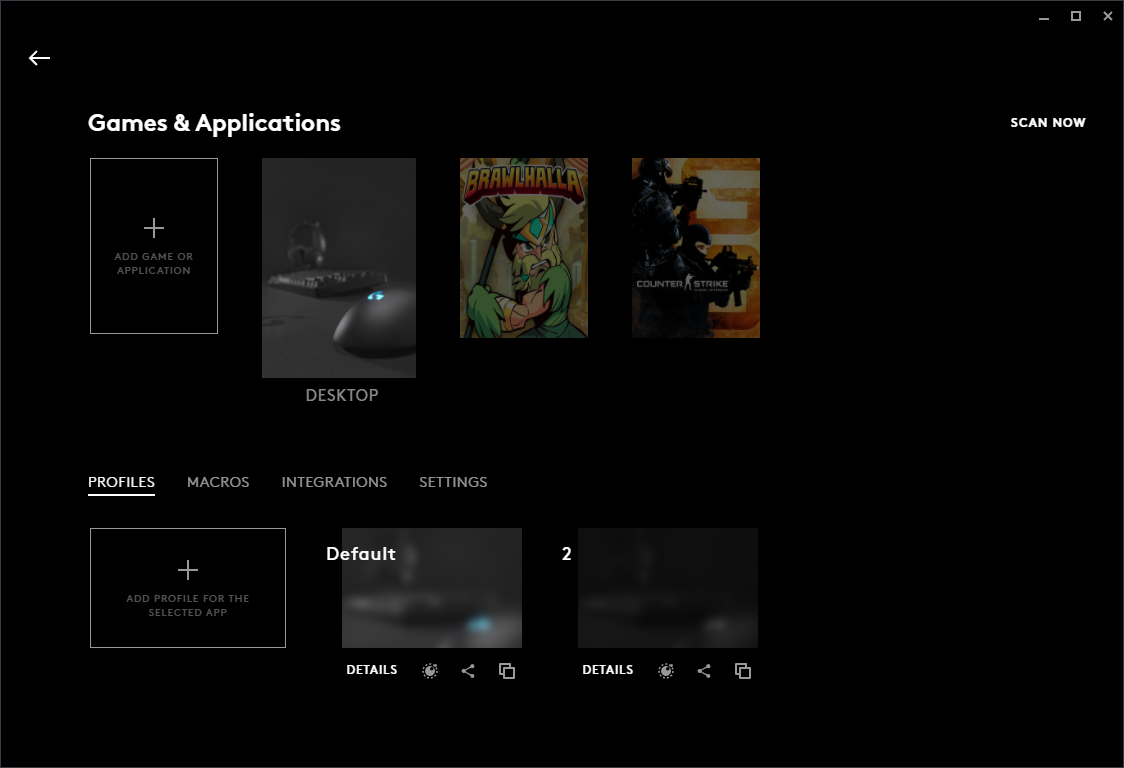 Games & Applications
SCAN NOW
ADD GAME OR
APPLICATION
BRAWLHALLA
COUNTER STRIKE
DESKTOP
PROFILES
MACROS
INTEGRATIONS
SETTINGS
ADD PROFILE FOR THE
SELECTED APP
Default
2
DETAILS
DETAILS